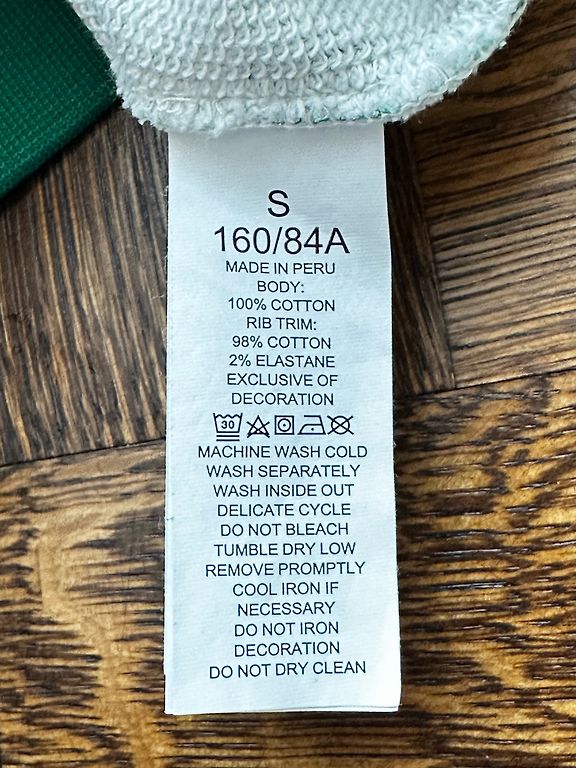 S
160/84A
MADE IN PERU
BODY:
100% COTTON
RIB TRIM:
98% COTTON
2% ELASTANE
EXCLUSIVE OF
DECORATION
30
MACHINE WASH COLD
WASH SEPARATELY
WASH INSIDE OUT
DELICATE CYCLE
DO NOT BLEACH
TUMBLE DRY LOW
REMOVE PROMPTLY
COOL IRON IF
NECESSARY
DO NOT IRON
DECORATION
DO NOT DRY CLEAN